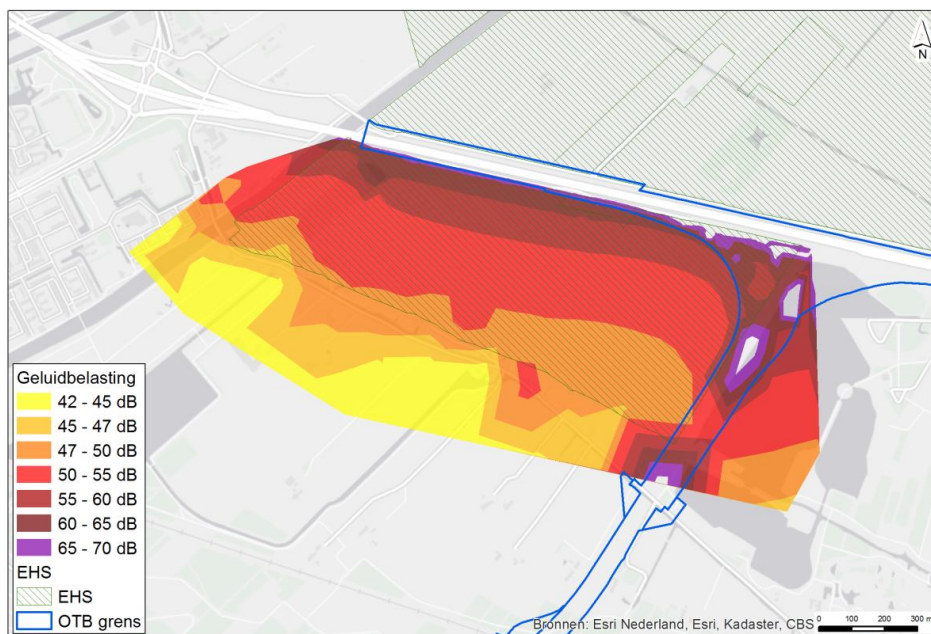 N
Geluidbelasting
42 - 45 dB
45 - 47 dB
47 - 50 dB
50 - 55 dB
55 - 60 dB
60 - 65 dB
65 - 70 dB
EHS
EHS
OTB grens
Bronnen: Esri Nederland, Esri, Kadaster, CBS
0 100 200 300 m